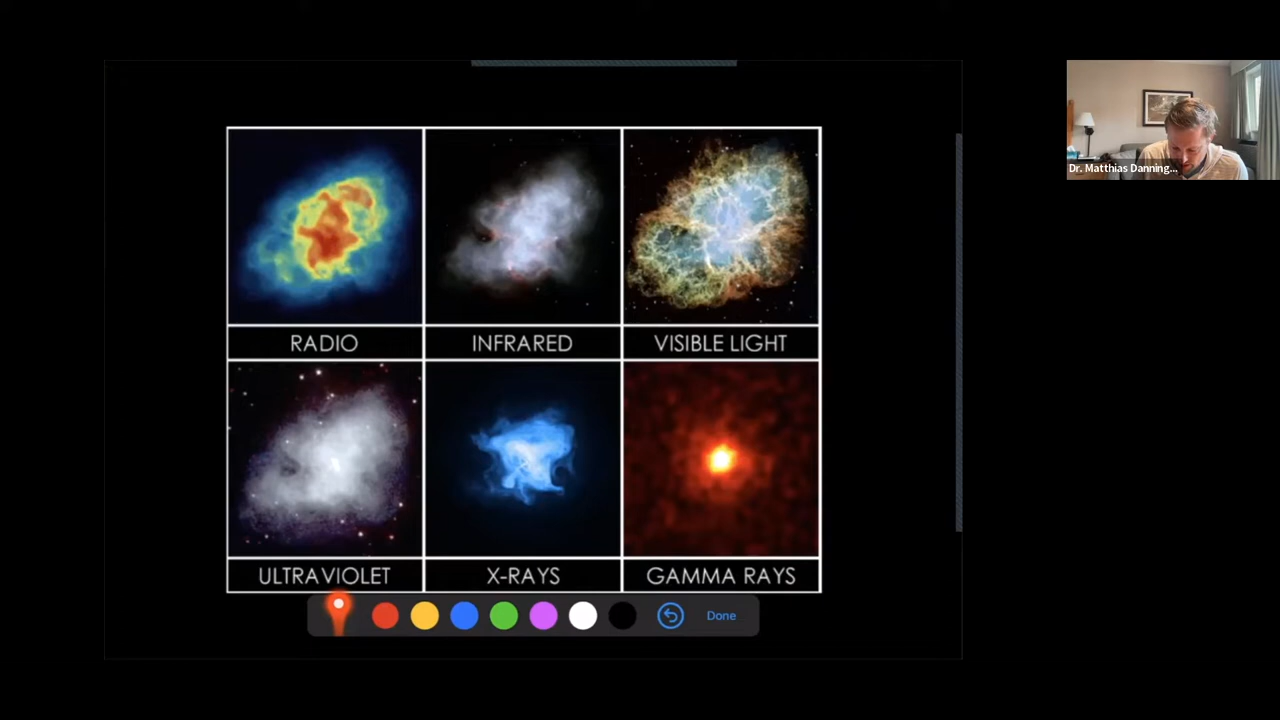 Dr. Matthias Danning...
RADIO
INFRARED
VISIBLE LIGHT
ULTRAVIOLET
X-RAYS
GAMMA RAYS
Done